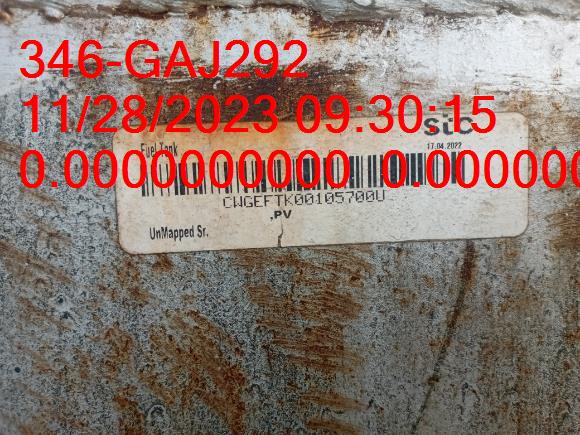 346-GAJ292
11/28/2023 09:30:15
stc
Fuel Tank
17.04.2022
0.0000000000 0.000000
CWGEFTK00105700U
,PV
UnMapped Sr.